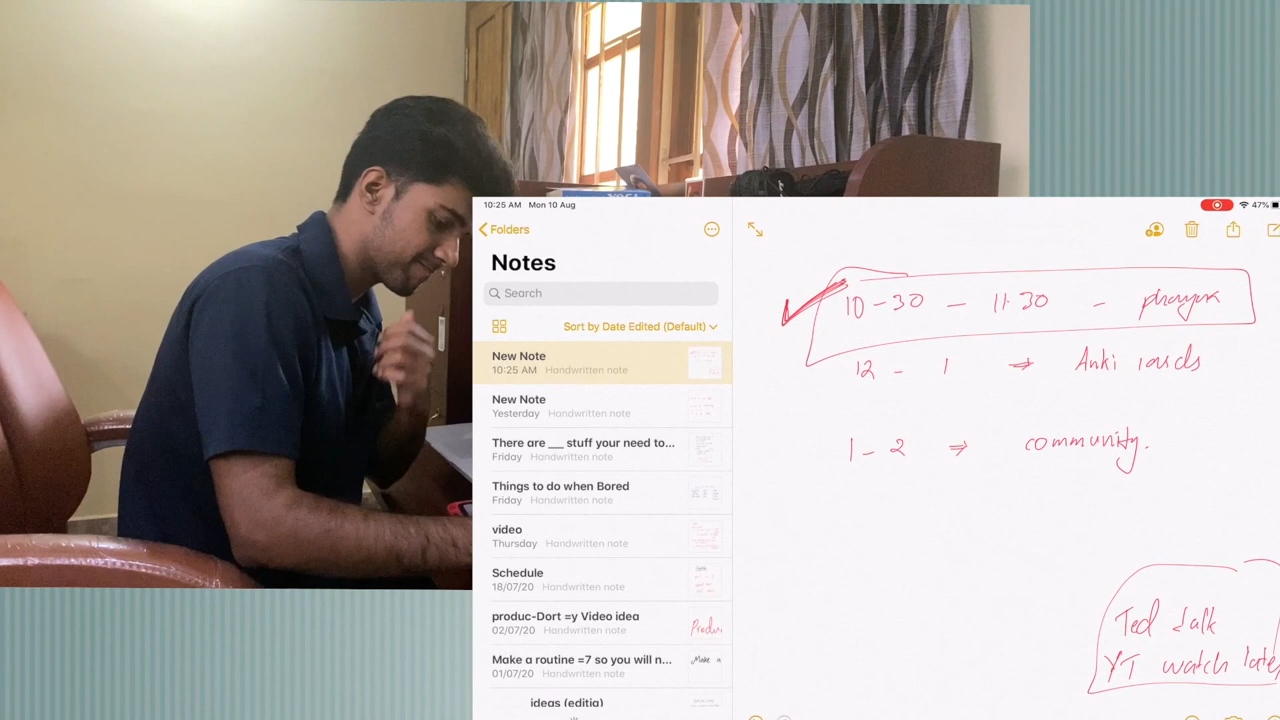 10:25 AM Mon 10 Aug
47%
Folders
Notes
Search
Sort by Date Edited (Default)
New Note
10:25 AM Handwritten note
New Note
Yesterday Handwritten note
There are ___ stuff your need to...
Friday Handwritten note
Things to do when Bored
Friday Handwritten note
video
Thursday Handwritten note
Schedule
18/07/20 Handwritten note
produc-Dort =y Video idea
02/07/20 Handwritten note
Make a routine =7 so you will n...
01/07/20 Handwritten note
ideas (editia)
10-30 - 11.30 -
12 - 1 ⇒ Anki cards
1 - 2 ⇒ community.
Ted talk
YT watch later